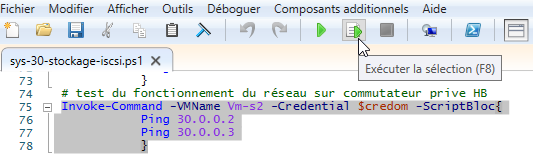 Fichier Modifier Afficher Outils Déboguer Composants additionnels Aide
sys-30-stockage-iscsi.ps1 X
Exécuter la sélection (F8)
73 }
74 # test du fonctionnement du réseau sur commutateur prive HB
75 Invoke-Command -VMName Vm-s2 -Credential $credom -ScriptBloc{
76 Ping 30.0.0.2
77 Ping 30.0.0.3
78 }